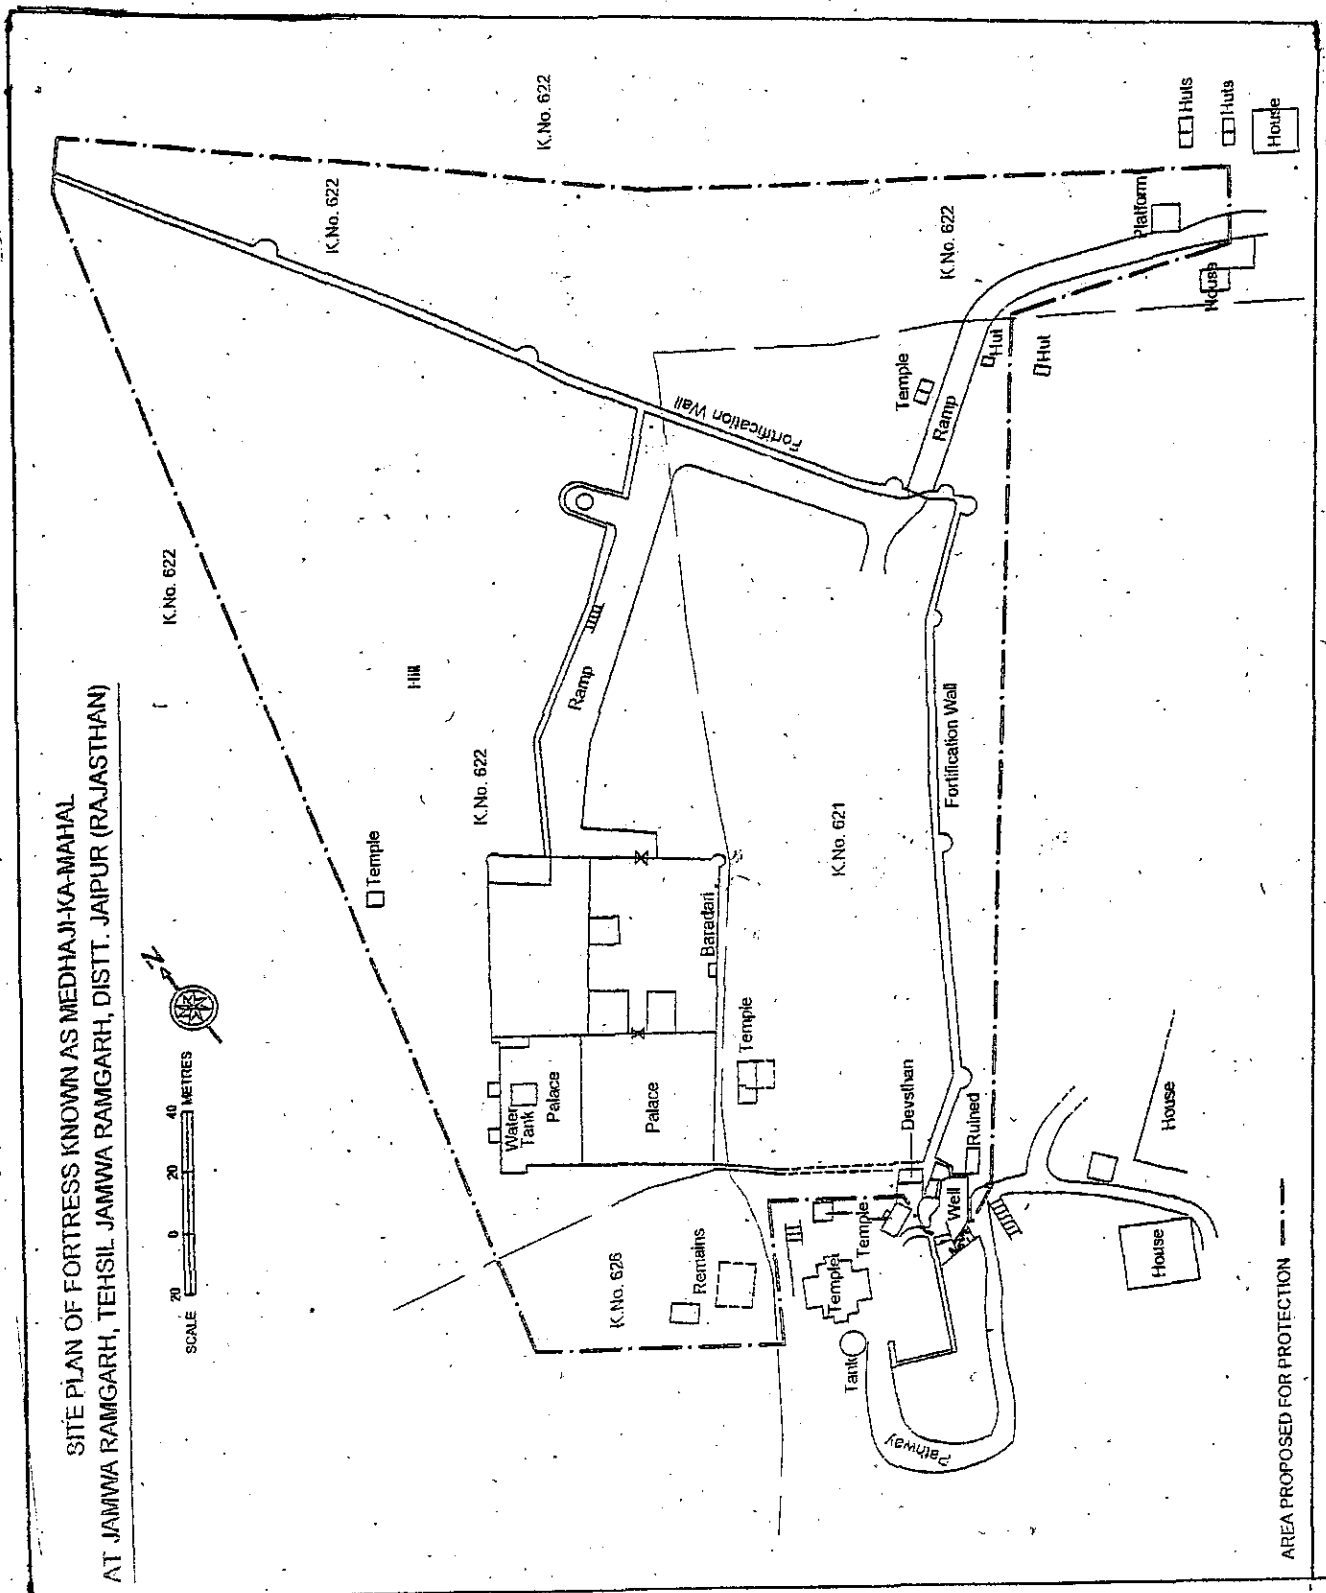 SITE PLAN OF FORTRESS KNOWN AS MEDHAJI-KA-MAHAL
AT JAMWA RAMGARH, TEHSIL JAMWA RAMGARH, DISTT. JAIPUR (RAJASTHAN)
SCALE 20 0 20 40 METRES
N
K.No. 622
K.No. 622
K.No. 622
K.No. 622
K.No. 622
Hill
Temple
Ramp
Fortification Wall
Temple
Ramp
Platform
Huts
Huts
House
House
Hut
Hut
Water
Tank
Palace
Palace
Baradari
Temple
K.No. 621
Fortification Wall
Devsthan
Ruined
Well
K.No. 626
Remains
Temple
Temple
Tank
Pathway
House
House
AREA PROPOSED FOR PROTECTION